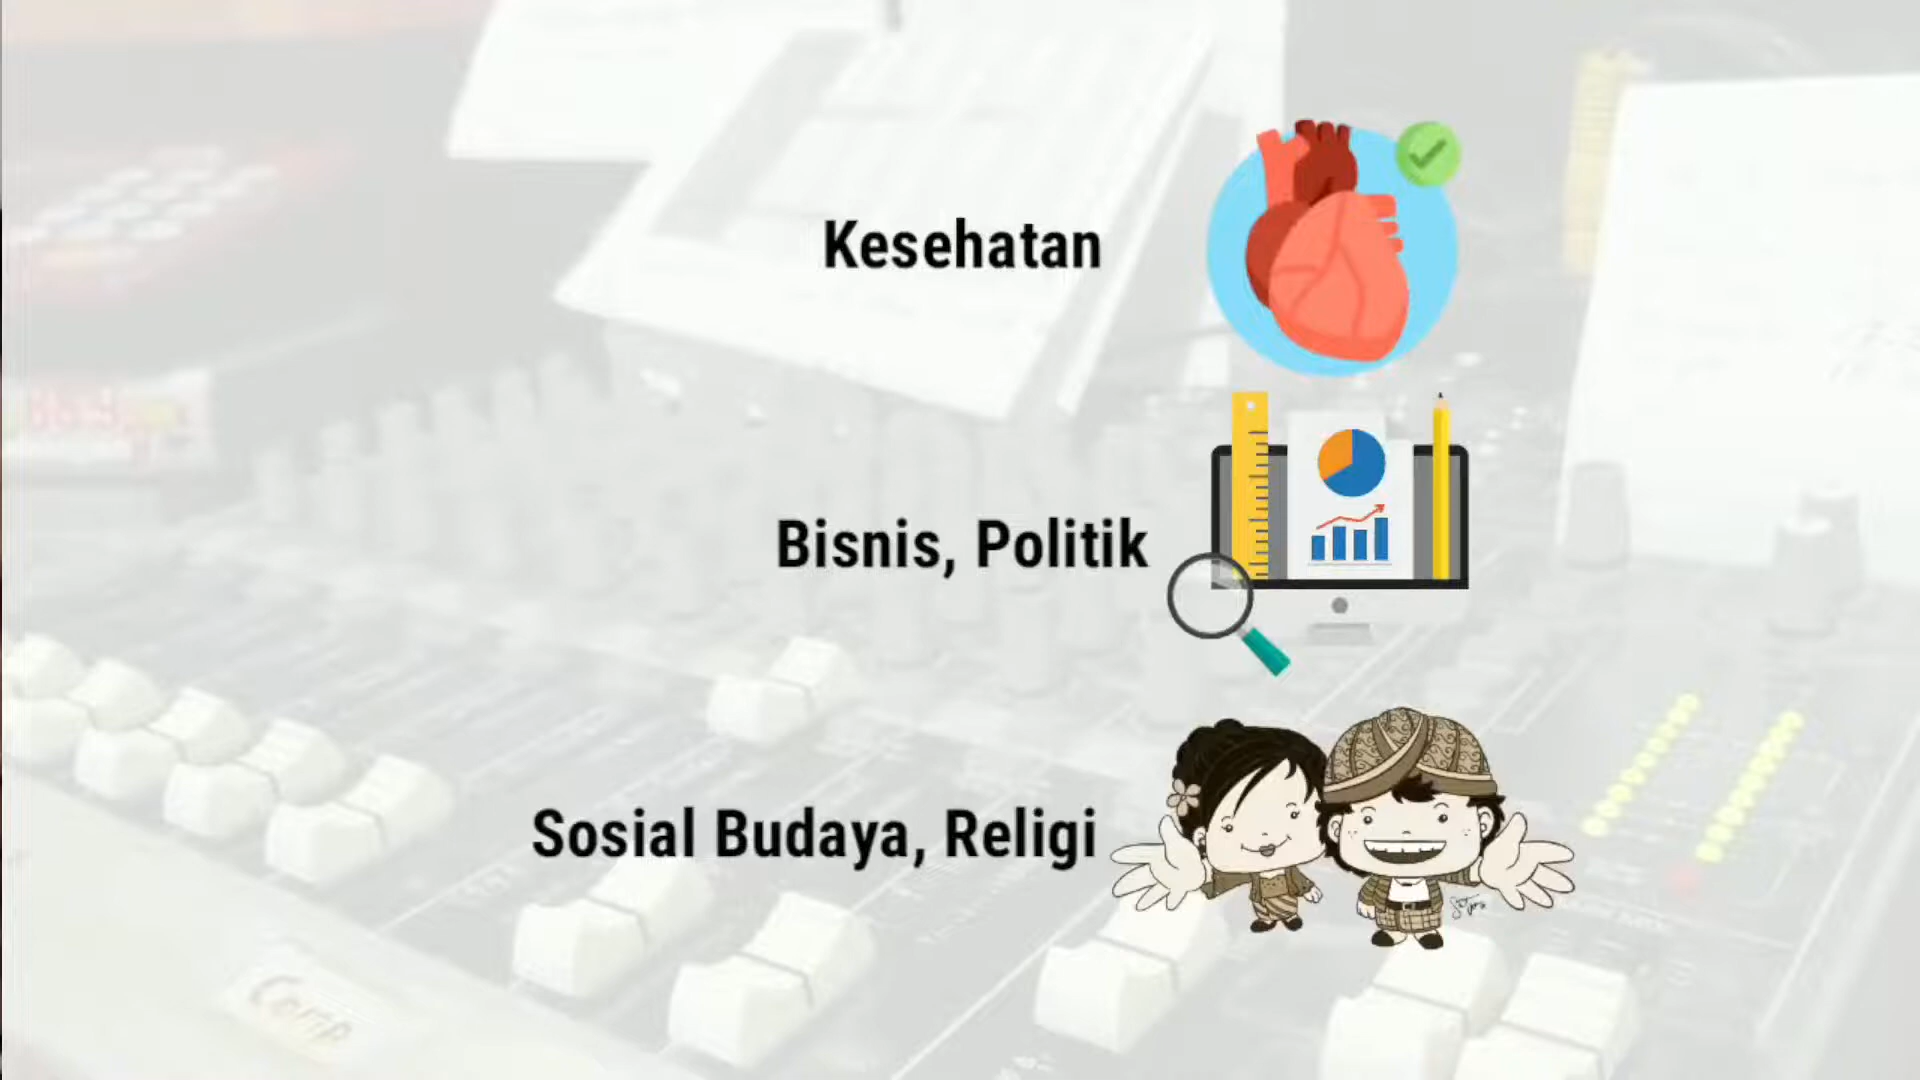 Kesehatan
Bisnis, Politik
Sosial Budaya, Religi